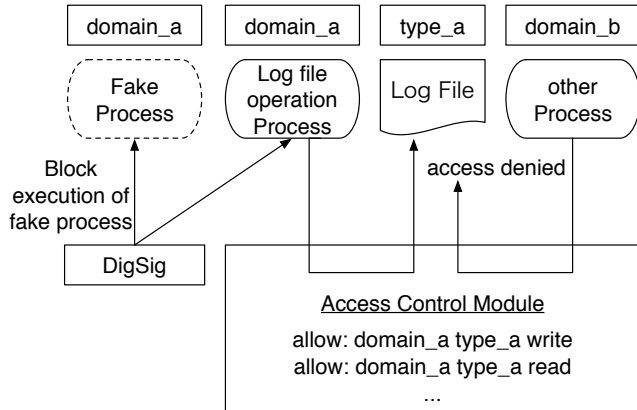 domain_a
domain_a
type_a
domain_b
Fake
Process
Log file
operation
Process
Log File
other
Process
Block
execution of
fake process
access denied
DigSig
Access Control Module
allow: domain_a type_a write
allow: domain_a type_a read
...